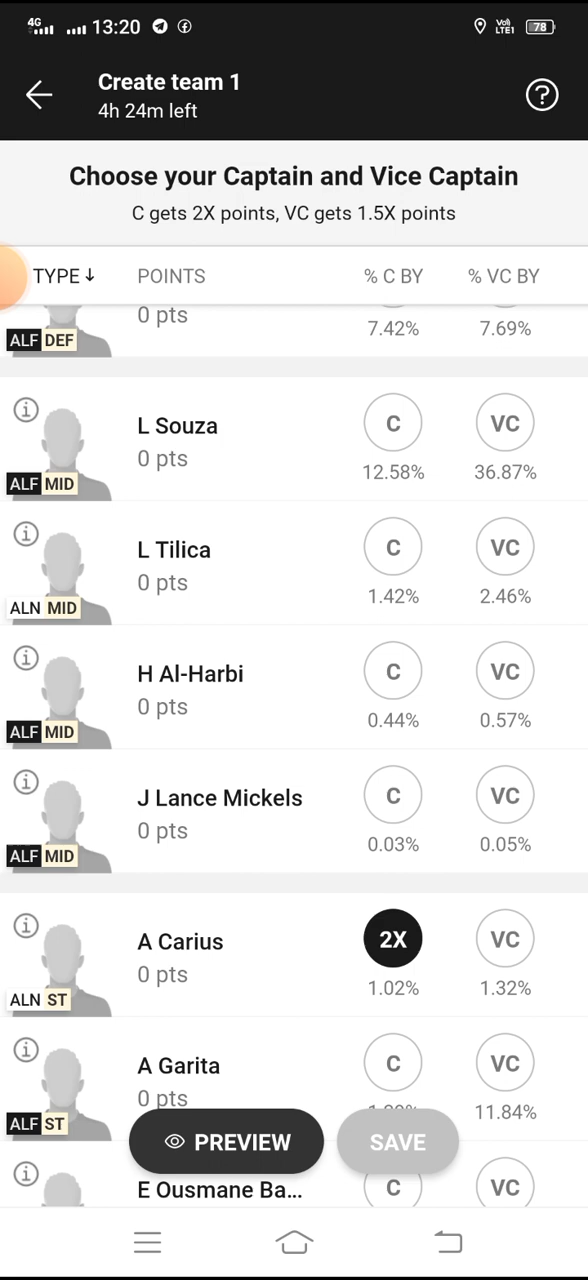 4G 13:20 Vo) LTE1 78
Create team 1
4h 24m left
Choose your Captain and Vice Captain
C gets 2X points, VC gets 1.5X points
TYPE ↓ POINTS % C BY % VC BY
0 pts 7.42% 7.69%
ALF DEF
L Souza C VC
0 pts 12.58% 36.87%
ALF MID
L Tilica C VC
0 pts 1.42% 2.46%
ALN MID
H Al-Harbi C VC
0 pts 0.44% 0.57%
ALF MID
J Lance Mickels C VC
0 pts 0.03% 0.05%
ALF MID
A Carius 2X VC
0 pts 1.02% 1.32%
ALN ST
A Garita C VC
0 pts 11.84%
ALF ST
PREVIEW SAVE
E Ousmane Ba... C VC